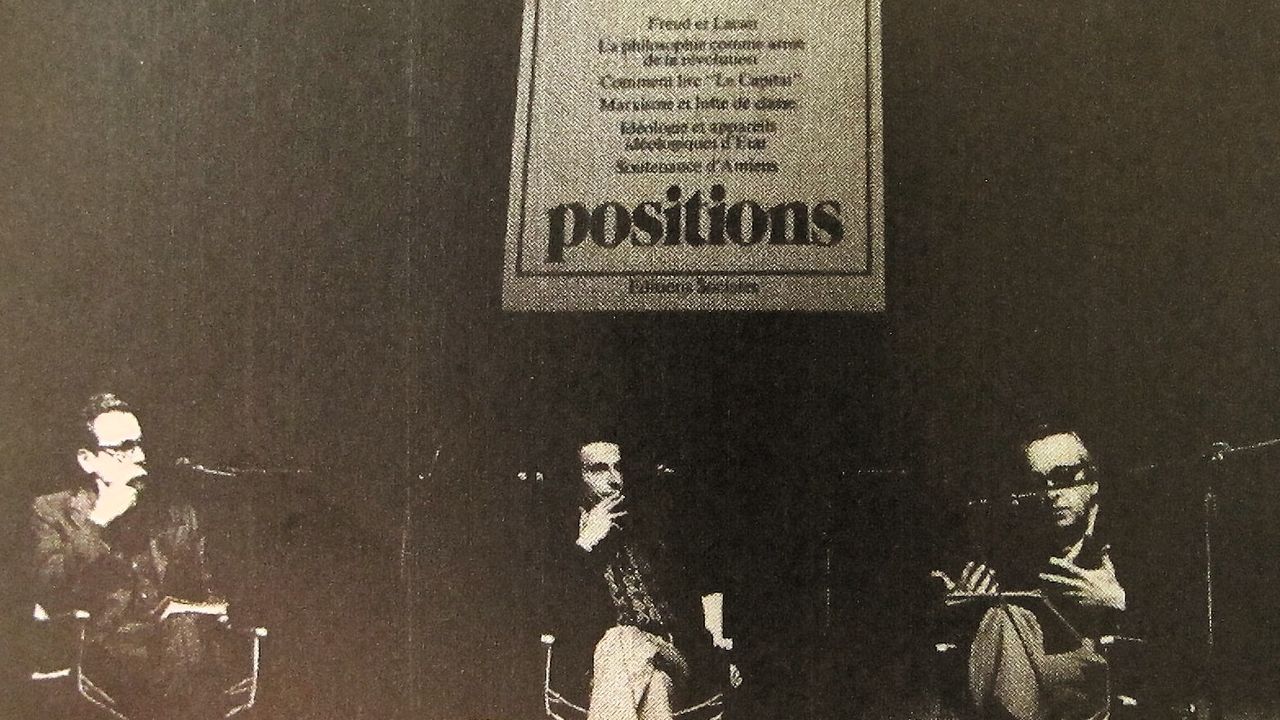 Freud et Lacan
La philosophie comme arme
de la révolution
Comment lire "Le Capital"
Marxisme et lutte de classe
Idéologie et appareils
idéologiques d'Etat
Soutenance d'Amiens
positions
Editions Sociales